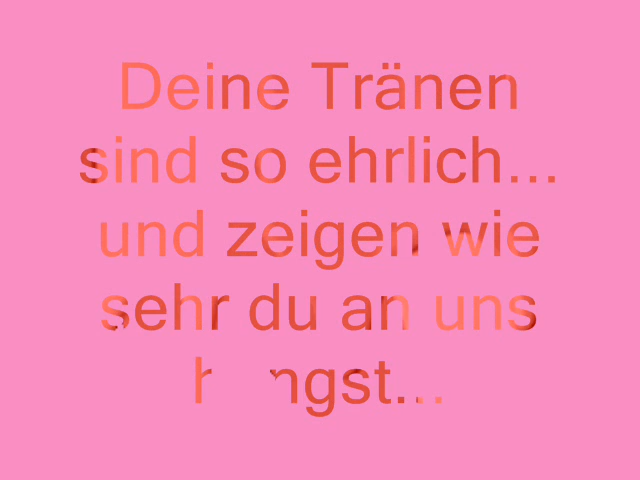 Deine Tränen
sind so ehrlich...
und zeigen wie
sehr du an uns